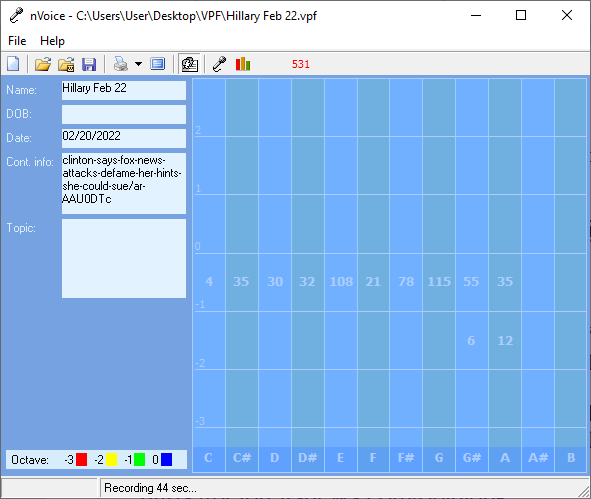 nVoice - C:\Users\User\Desktop\VPF\Hillary Feb 22.vpf
File Help
531
Name: Hillary Feb 22
DOB:
Date: 02/20/2022
Cont. info: clinton-says-fox-news-
attacks-defame-her-hints-
she-could-sue/ar-
AAU0DTc
Topic:
2
1
0
4 35 30 32 108 21 78 115 55 35
-1
6 12
-2
-3
C C# D D# E F F# G G# A A# B
Octave: -3 -2 -1 0
Recording 44 sec...